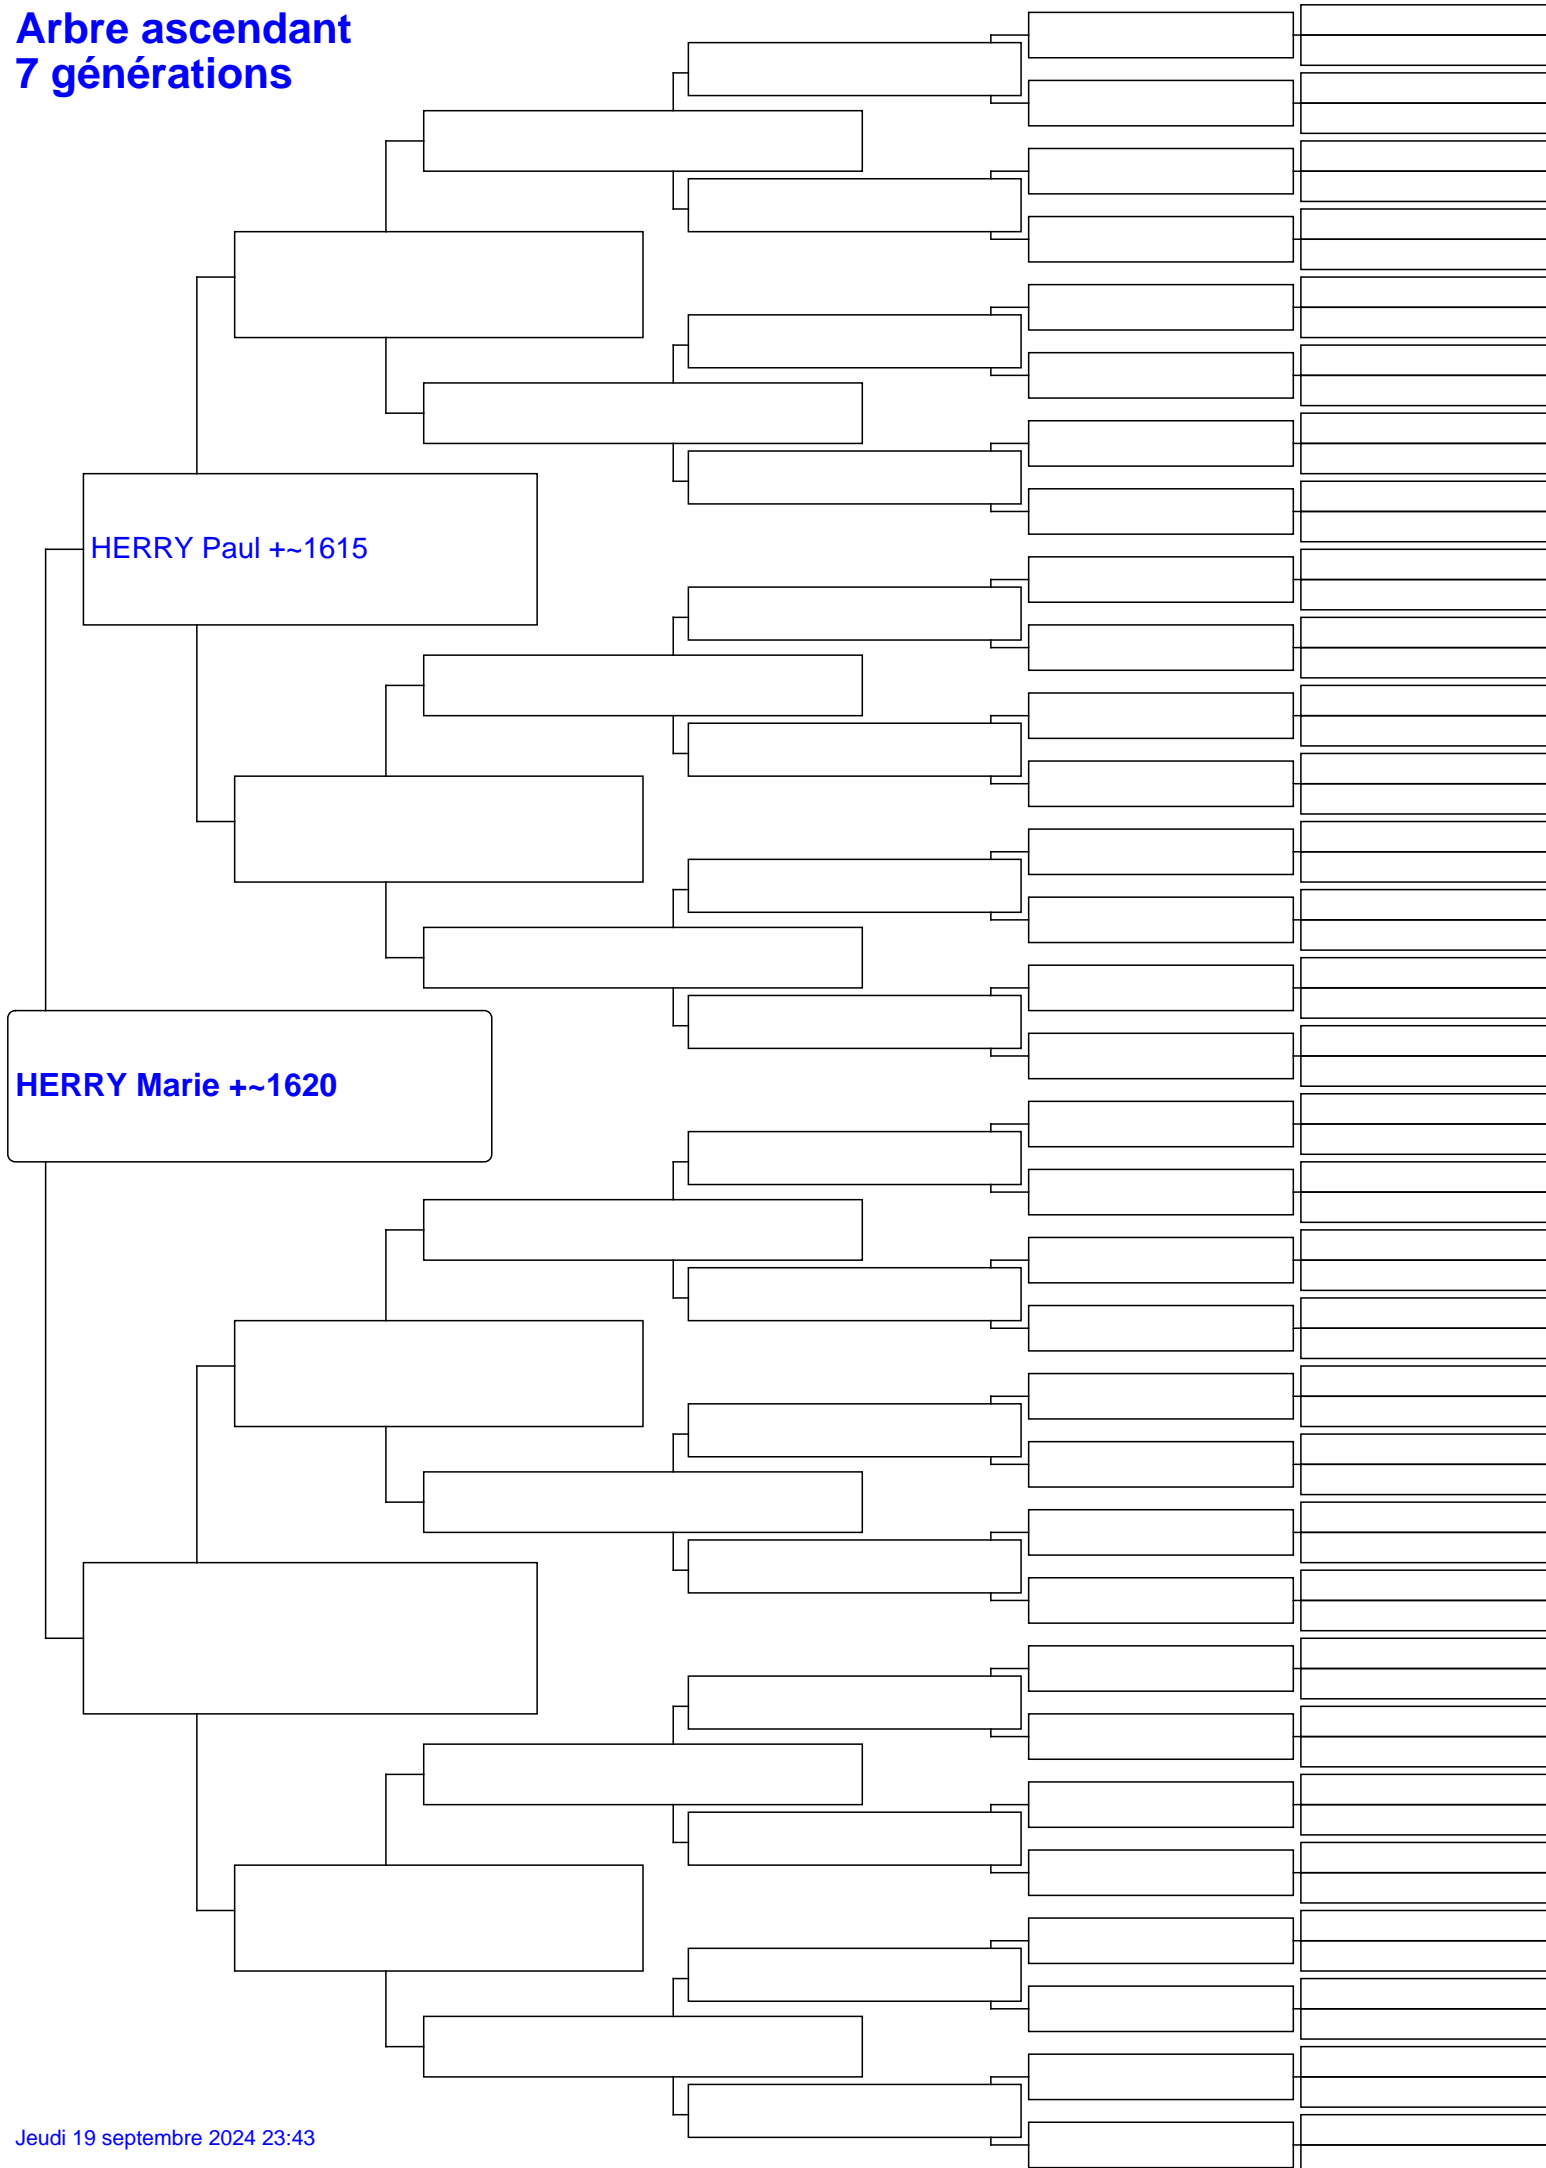 Arbre ascendant
7 générations
HERRY Paul +~1615
HERRY Marie +~1620
Jeudi 19 septembre 2024 23:43